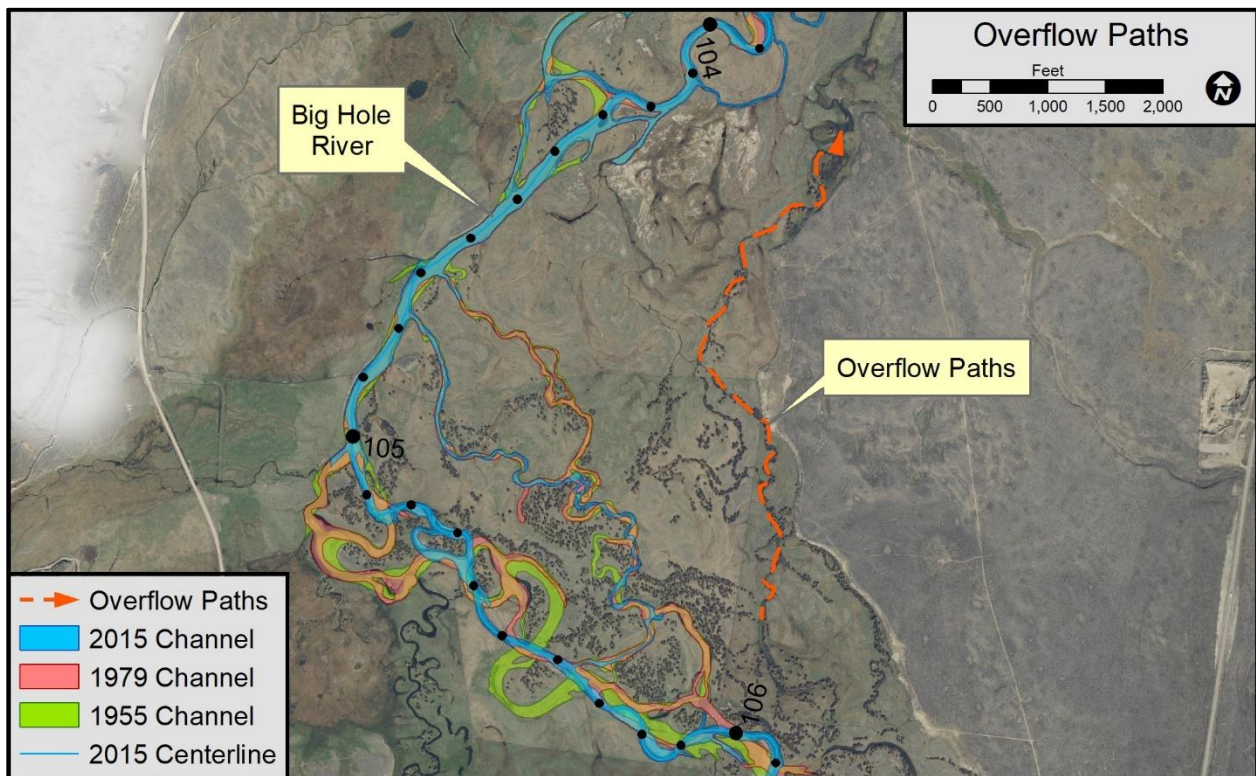 Overflow Paths
Feet
0 500 1,000 1,500 2,000
N
104
Big Hole
River
Overflow Paths
105
106
Overflow Paths
2015 Channel
1979 Channel
1955 Channel
2015 Centerline